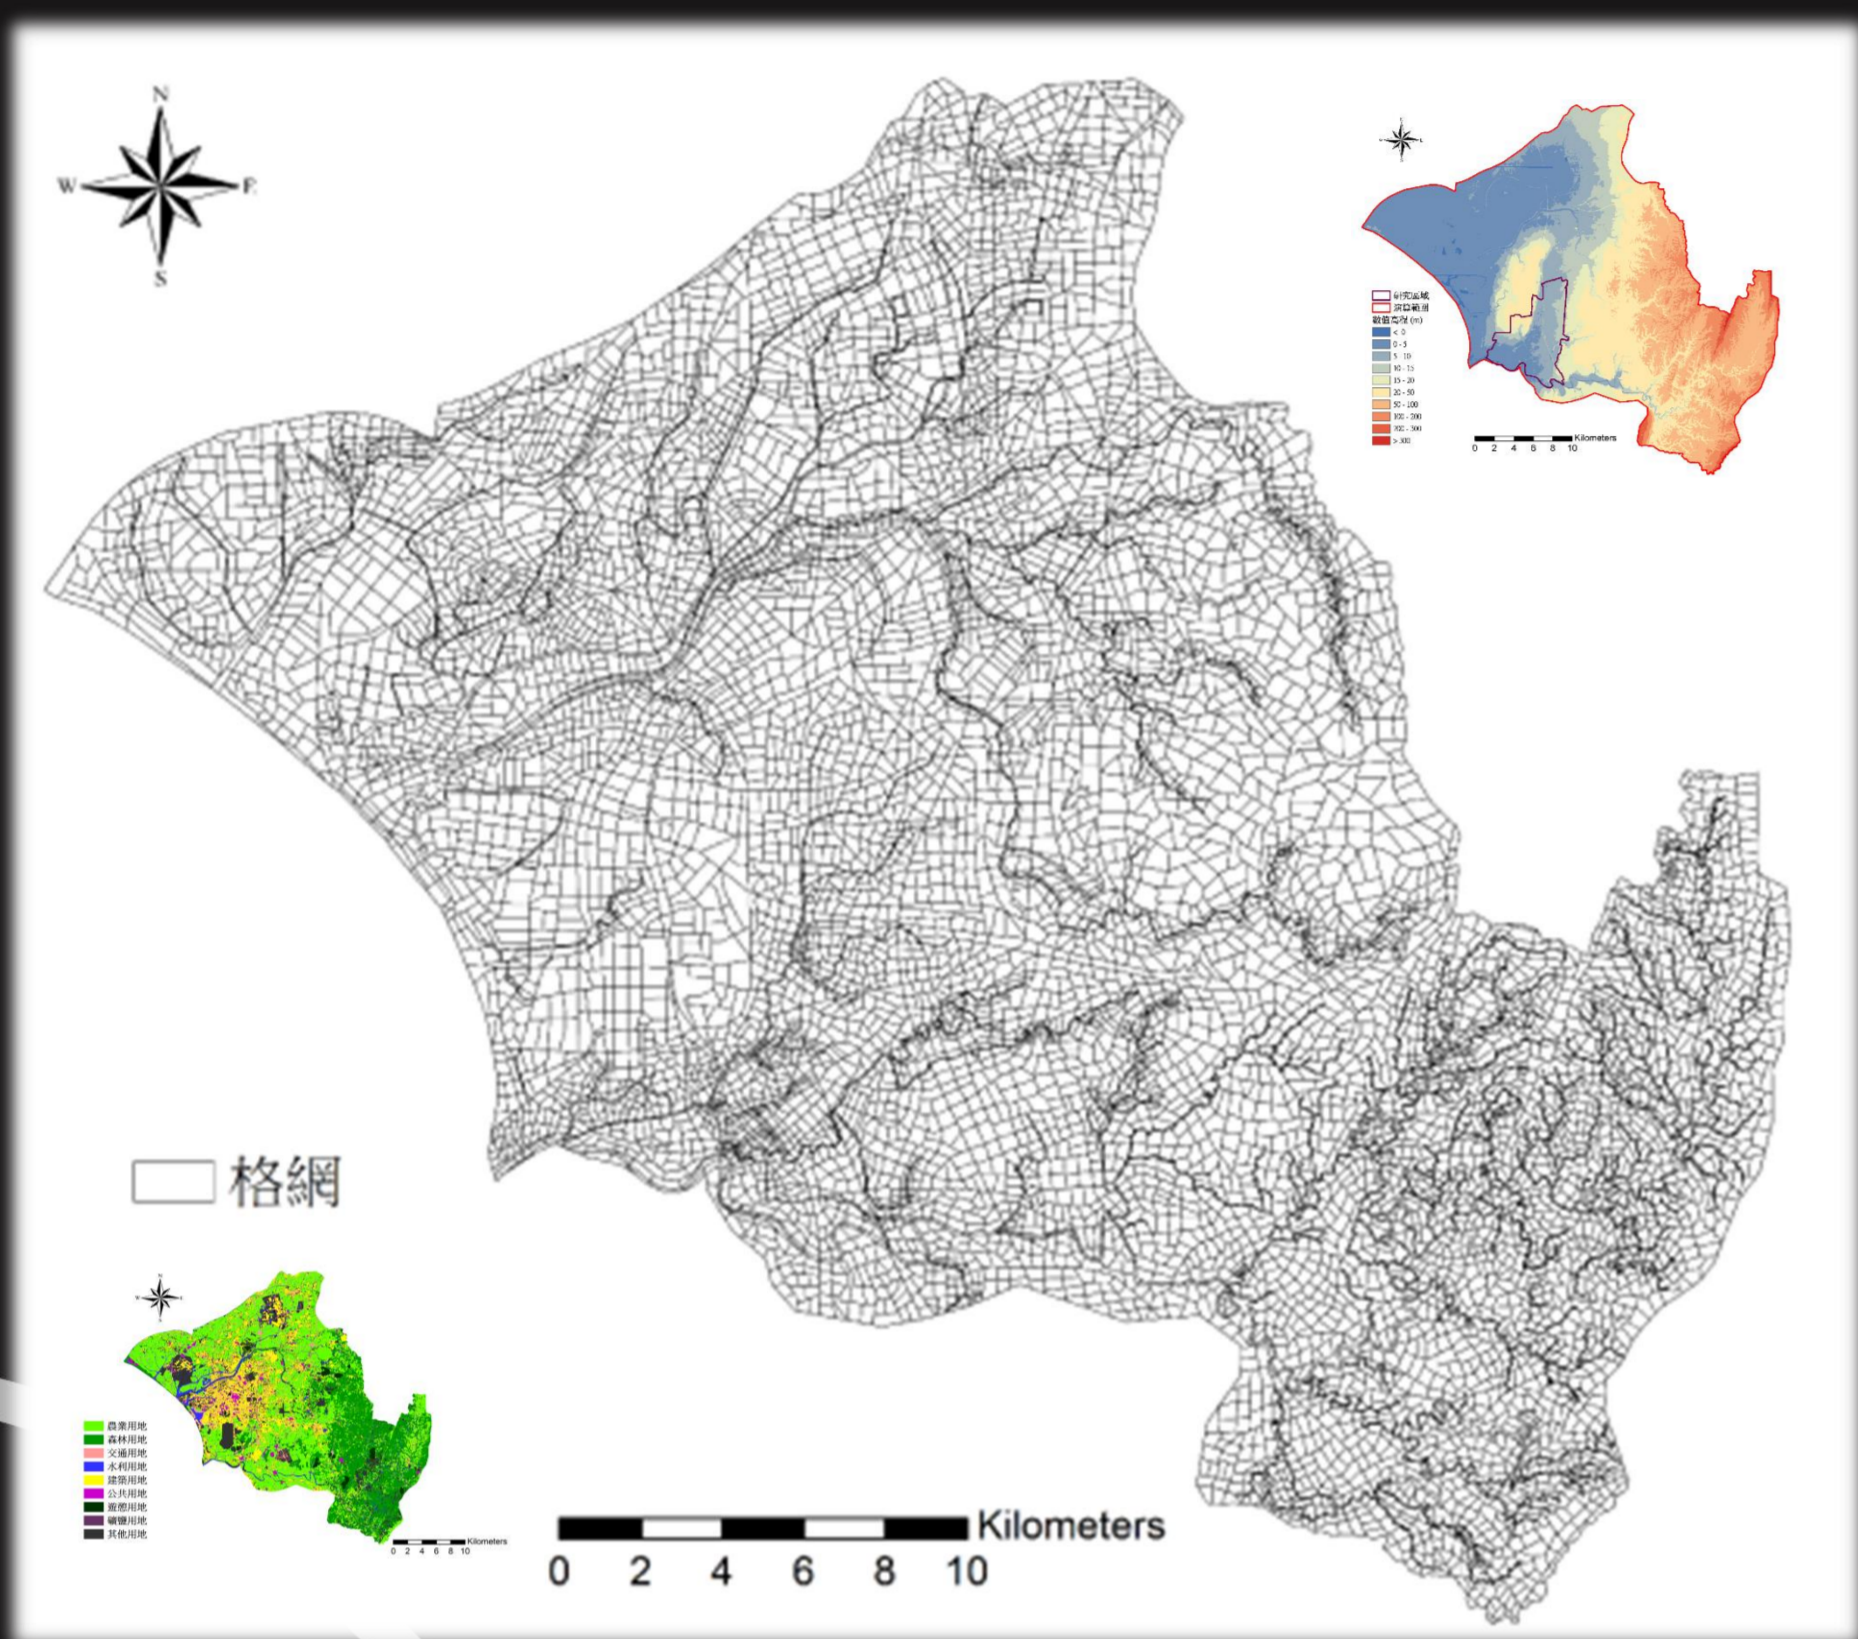 N
W E
S
研究區域
演算範圍
數值高程 (m)
< 0
0 - 5
5 - 10
10 - 15
15 - 20
20 - 50
50 - 100
100 - 200
200 - 300
> 300
Kilometers
0 2 4 6 8 10
格網
農業用地
森林用地
交通用地
水利用地
建築用地
公共用地
遊憩用地
礦鹽用地
其他用地
Kilometers
0 2 4 6 8 10
Kilometers
0 2 4 6 8 10